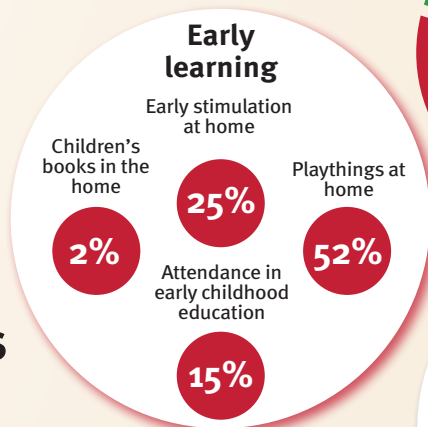 Early
learning
Early stimulation
at home
25%
Children's
books in the
home
2%
Playthings at
home
52%
Attendance in
early childhood
education
15%
s